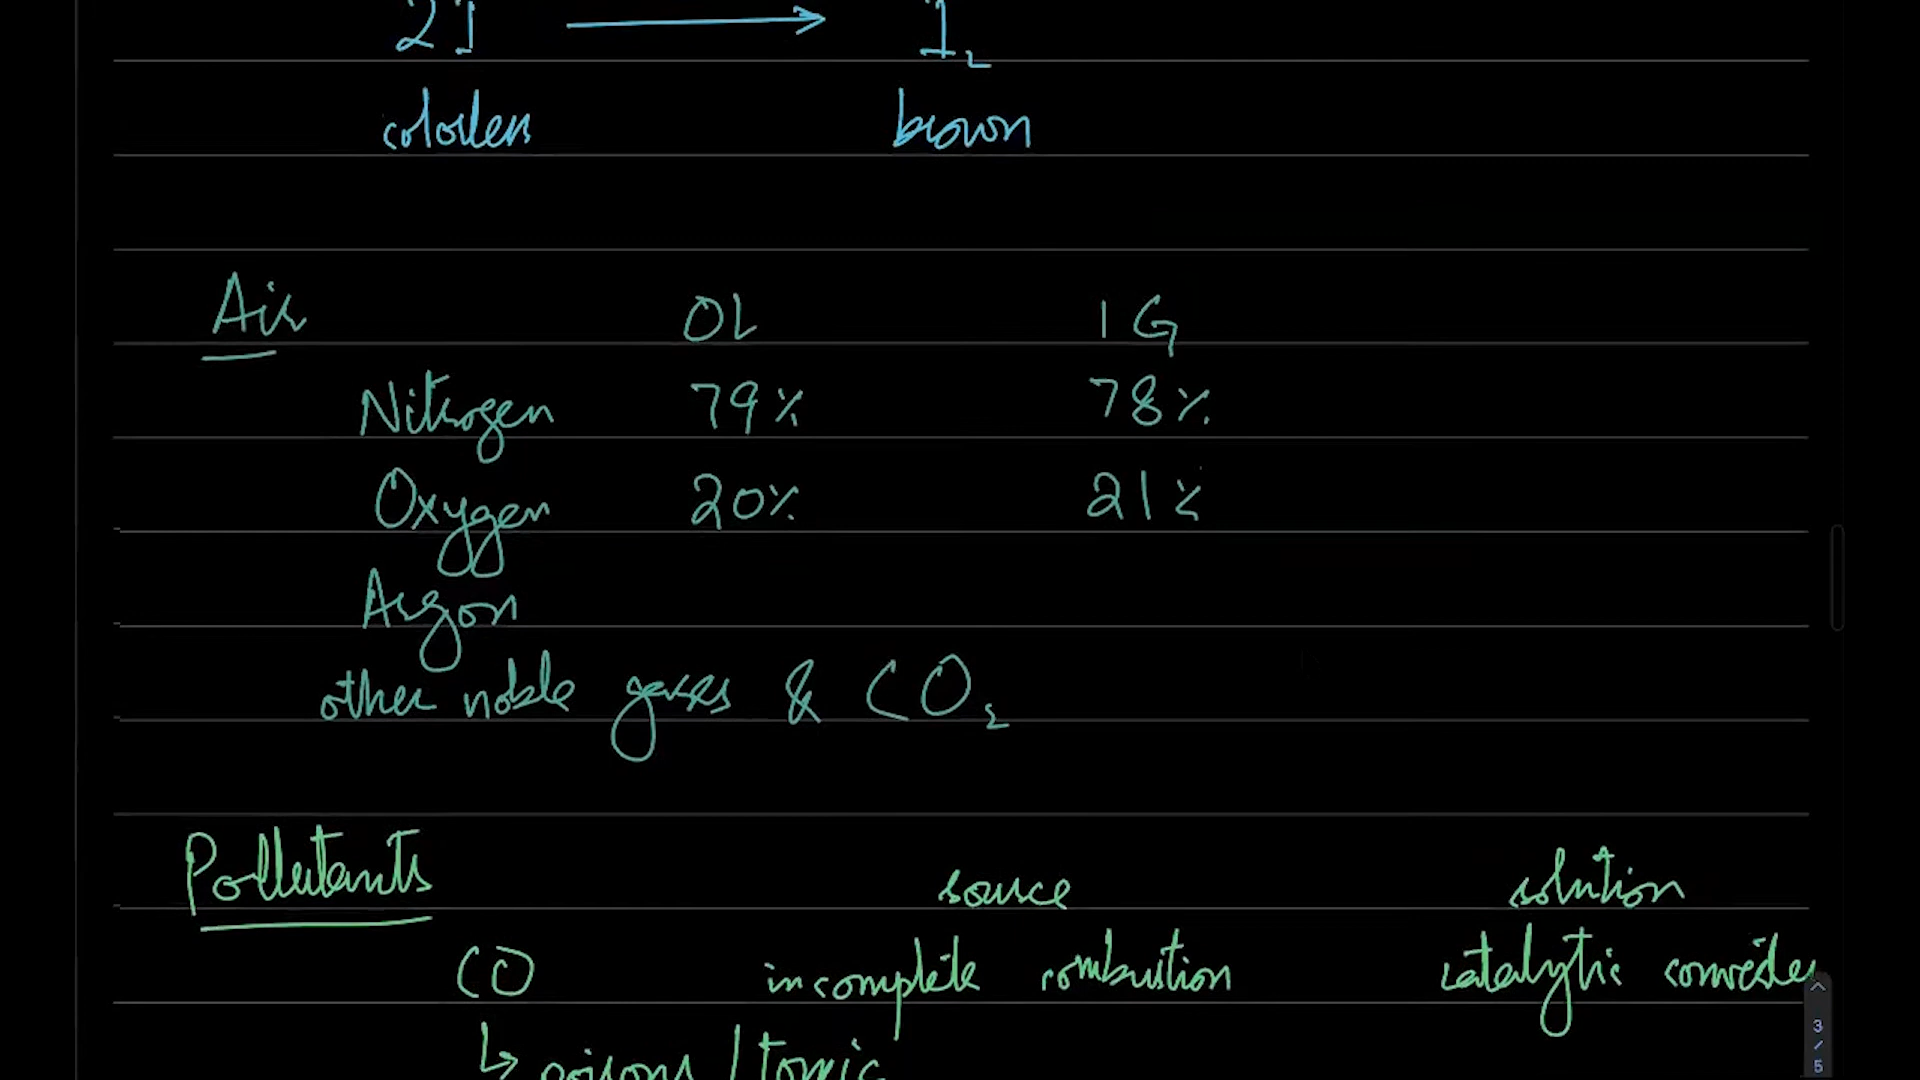 2I → I₂
colorless brown
Air OL IG
Nitrogen 79% 78%
Oxygen 20% 21%
Argon
other noble gases & CO₂
Pollutants source solution
CO incomplete combustion catalytic converter
↳ poisons / toxic
3
/
5